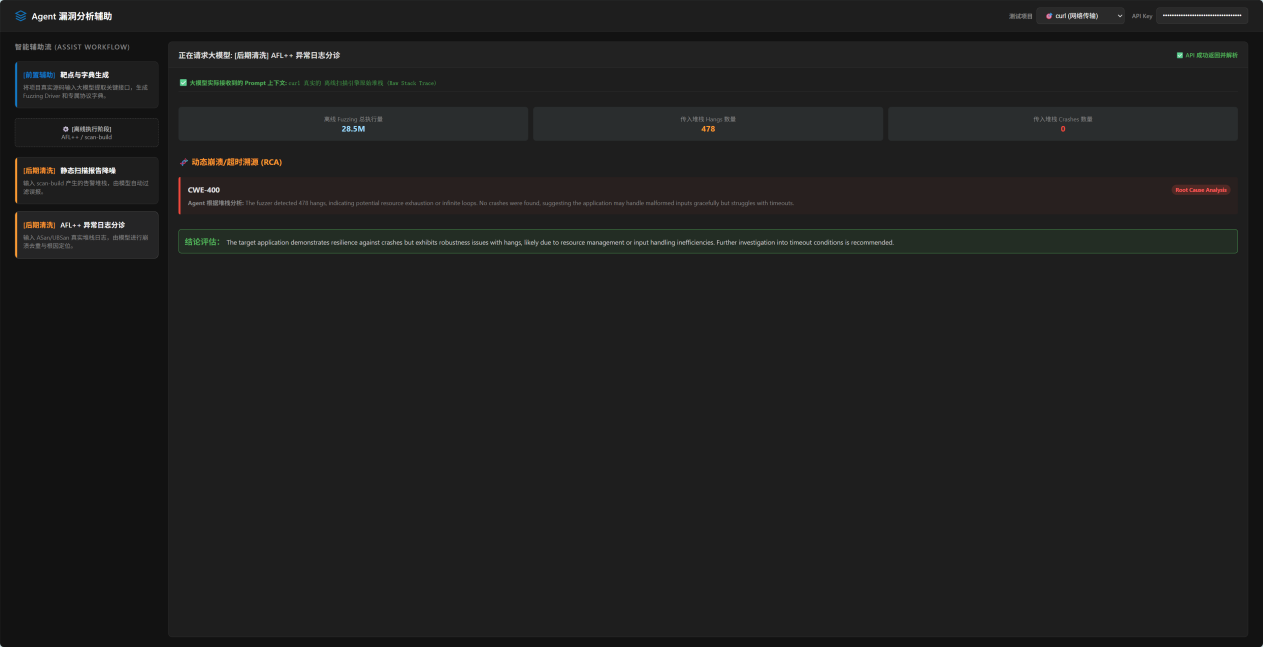 Agent 漏洞分析辅助
测试项目
curl (网络传输)
API Key
智能辅助流 (ASSIST WORKFLOW)
[前置辅助] 靶点与字典生成
将项目真实源码输入大模型提取关键接口，生成
Fuzzing Driver 和专属协议字典。
[离线执行阶段]
AFL++ / scan-build
[后期清洗] 静态扫描报告降噪
输入 scan-build 产生的告警堆栈，由模型自动过
滤误报。
[后期清洗] AFL++ 异常日志分诊
输入 ASan/UBSan 真实堆栈日志，由模型进行崩
溃去重与根因定位。
正在请求大模型: [后期清洗] AFL++ 异常日志分诊
API 成功返回并解析
大模型实际接收到的 Prompt 上下文: curl 真实的 离线扫描引擎原始堆栈 (Raw Stack Trace)
离线 Fuzzing 总执行量
28.5M
传入堆栈 Hangs 数量
478
传入堆栈 Crashes 数量
0
动态崩溃/超时溯源 (RCA)
CWE-400
Root Cause Analysis
Agent 根据堆栈分析: The fuzzer detected 478 hangs, indicating potential resource exhaustion or infinite loops. No crashes were found, suggesting the application may handle malformed inputs gracefully but struggles with timeouts.
结论评估： The target application demonstrates resilience against crashes but exhibits robustness issues with hangs, likely due to resource management or input handling inefficiencies. Further investigation into timeout conditions is recommended.